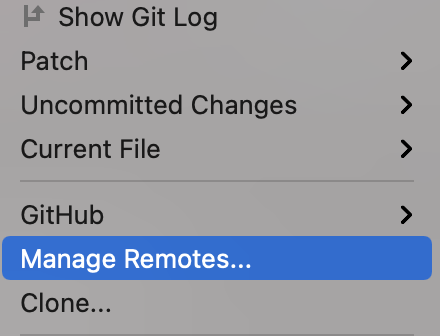 Show Git Log
Patch
Uncommitted Changes
Current File
GitHub
Manage Remotes...
Clone...